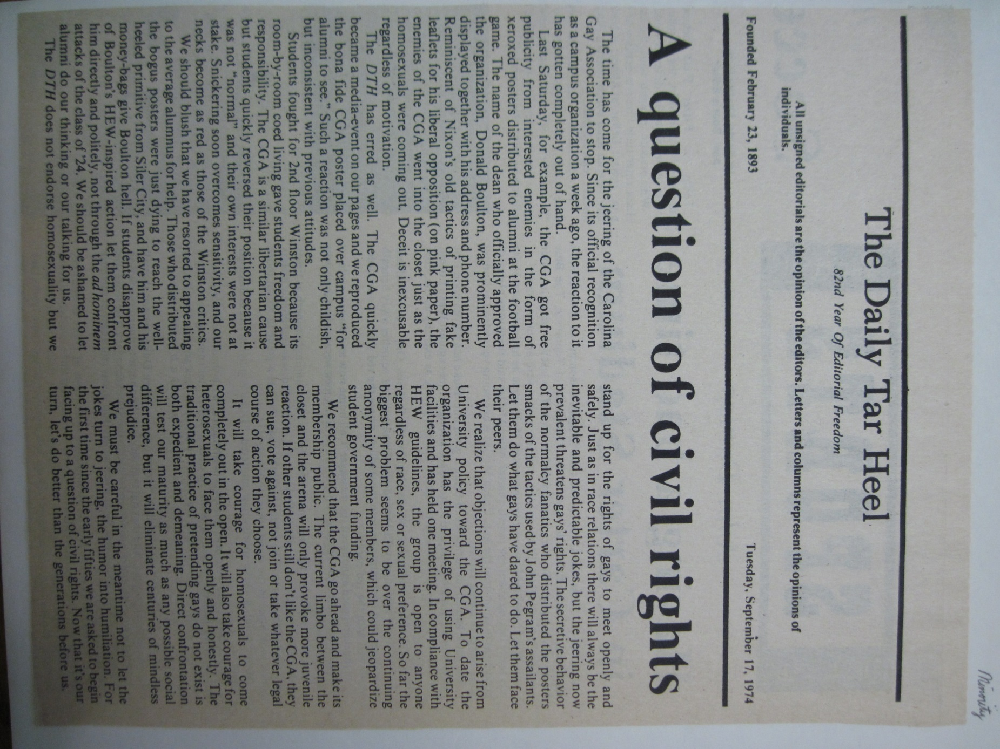 Minority
The Daily Tar Heel
82nd Year Of Editorial Freedom
All unsigned editorials are the opinion of the editors. Letters and columns represent the opinions of
individuals.
Founded February 23, 1893
Tuesday, September 17, 1974
A question of civil rights
The time has come for the jeering of the Carolina
Gay Association to stop. Since its official recognition
as a campus organization a week ago, the reaction to it
has gotten completely out of hand.
Last Saturday, for example, the CGA got free
publicity from interested enemies in the form of
xeroxed posters distributed to alumni at the football
game. The name of the dean who officially approved
the organization, Donald Boulton, was prominently
displayed together with his address and phone number.
Reminiscent of Nixon's old tactics of printing fake
leaflets for his liberal opposition (on pink paper), the
enemies of the CGA went into the closet just as the
homosexuals were coming out. Deceit is inexcusable
regardless of motivation.
The DTH has erred as well. The CGA quickly
became a media-event on our pages and we reproduced
the bona fide CGA poster placed over campus "for
alumni to see." Such a reaction was not only childish,
but inconsistent with previous attitudes.
Students fought for 2nd floor Winston because its
room-by-room coed living gave students freedom and
responsibility. The CGA is a similar libertarian cause
but students quickly reversed their position because it
was not "normal" and their own interests were not at
stake. Snickering soon overcomes sensitivity, and our
necks become as red as those of the Winston critics.
We should blush that we have resorted to appealing
to the average alumnus for help. Those who distributed
the bogus posters were just dying to reach the well-
heeled primitive from Siler City, and have him and his
money-bags give Boulton hell. If students disapprove
of Boulton's HEW-inspired action let them confront
him directly and politely, not through the ad hominem
attacks of the class of '24. We should be ashamed to let
alumni do our thinking or our talking for us.
The DTH does not endorse homosexuality but we
stand up for the rights of gays to meet openly and
safely. Just as in race relations there will always be the
inevitable and predictable jokes, but the jeering now
prevalent threatens gays' rights. The secretive behavior
of the normalcy fanatics who distributed the posters
smacks of the tactics used by John Pegram's assailants.
Let them do what gays have dared to do. Let them face
their peers.
We realize that objections will continue to arise from
University policy toward the CGA. To date the
organization has the privilege of using University
facilities and has held one meeting. In compliance with
HEW guidelines, the group is open to anyone
regardless of race, sex or sexual preference. So far the
biggest problem seems to be over the continuing
anonymity of some members, which could jeopardize
student government funding.
We recommend that the CGA go ahead and make its
membership public. The current limbo between the
closet and the arena will only provoke more juvenile
reaction. If other students still don't like the CGA, they
can sue, vote against, not join or take whatever legal
course of action they choose.
It will take courage for homosexuals to come
completely out in the open. It will also take courage for
heterosexuals to face them openly and honestly. The
traditional practice of pretending gays do not exist is
both expedient and demeaning. Direct confrontation
will test our maturity as much as any possible social
difference, but it will eliminate centuries of mindless
prejudice.
We must be careful in the meantime not to let the
jokes turn to jeering, the humor into humiliation. For
the first time since the early fifties we are asked to begin
facing up to a question of civil rights. Now that it's our
turn, let's do better than the generations before us.